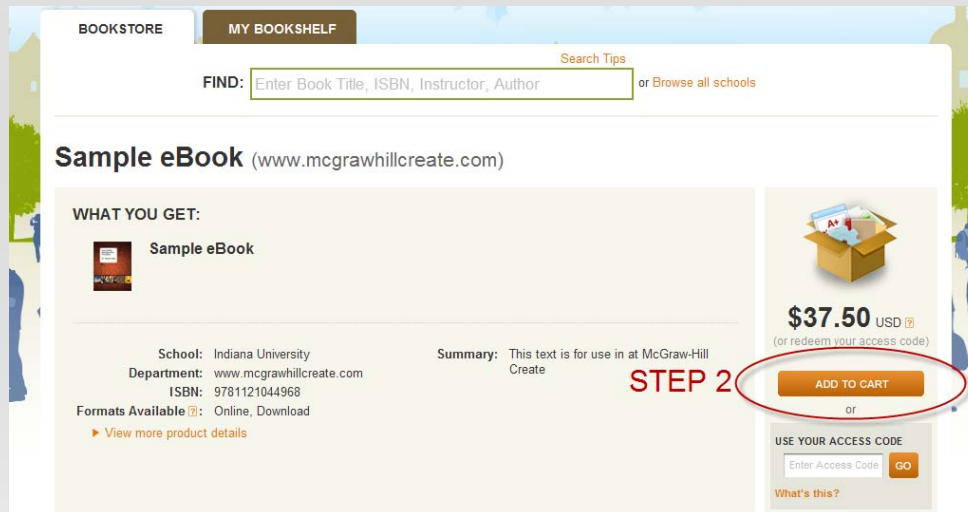 BOOKSTORE
MY BOOKSHELF
Search Tips
FIND: Enter Book Title, ISBN, Instructor, Author or Browse all schools
Sample eBook (www.mcgrawhillcreate.com)
WHAT YOU GET:
Sample eBook
A+
$37.50 USD ?
(or redeem your access code)
School: Indiana University
Department: www.mcgrawhillcreate.com
ISBN: 9781121044968
Formats Available ?: Online, Download
View more product details
Summary: This text is for use in at McGraw-Hill
Create
STEP 2
ADD TO CART
or
USE YOUR ACCESS CODE
Enter Access Code GO
What's this?